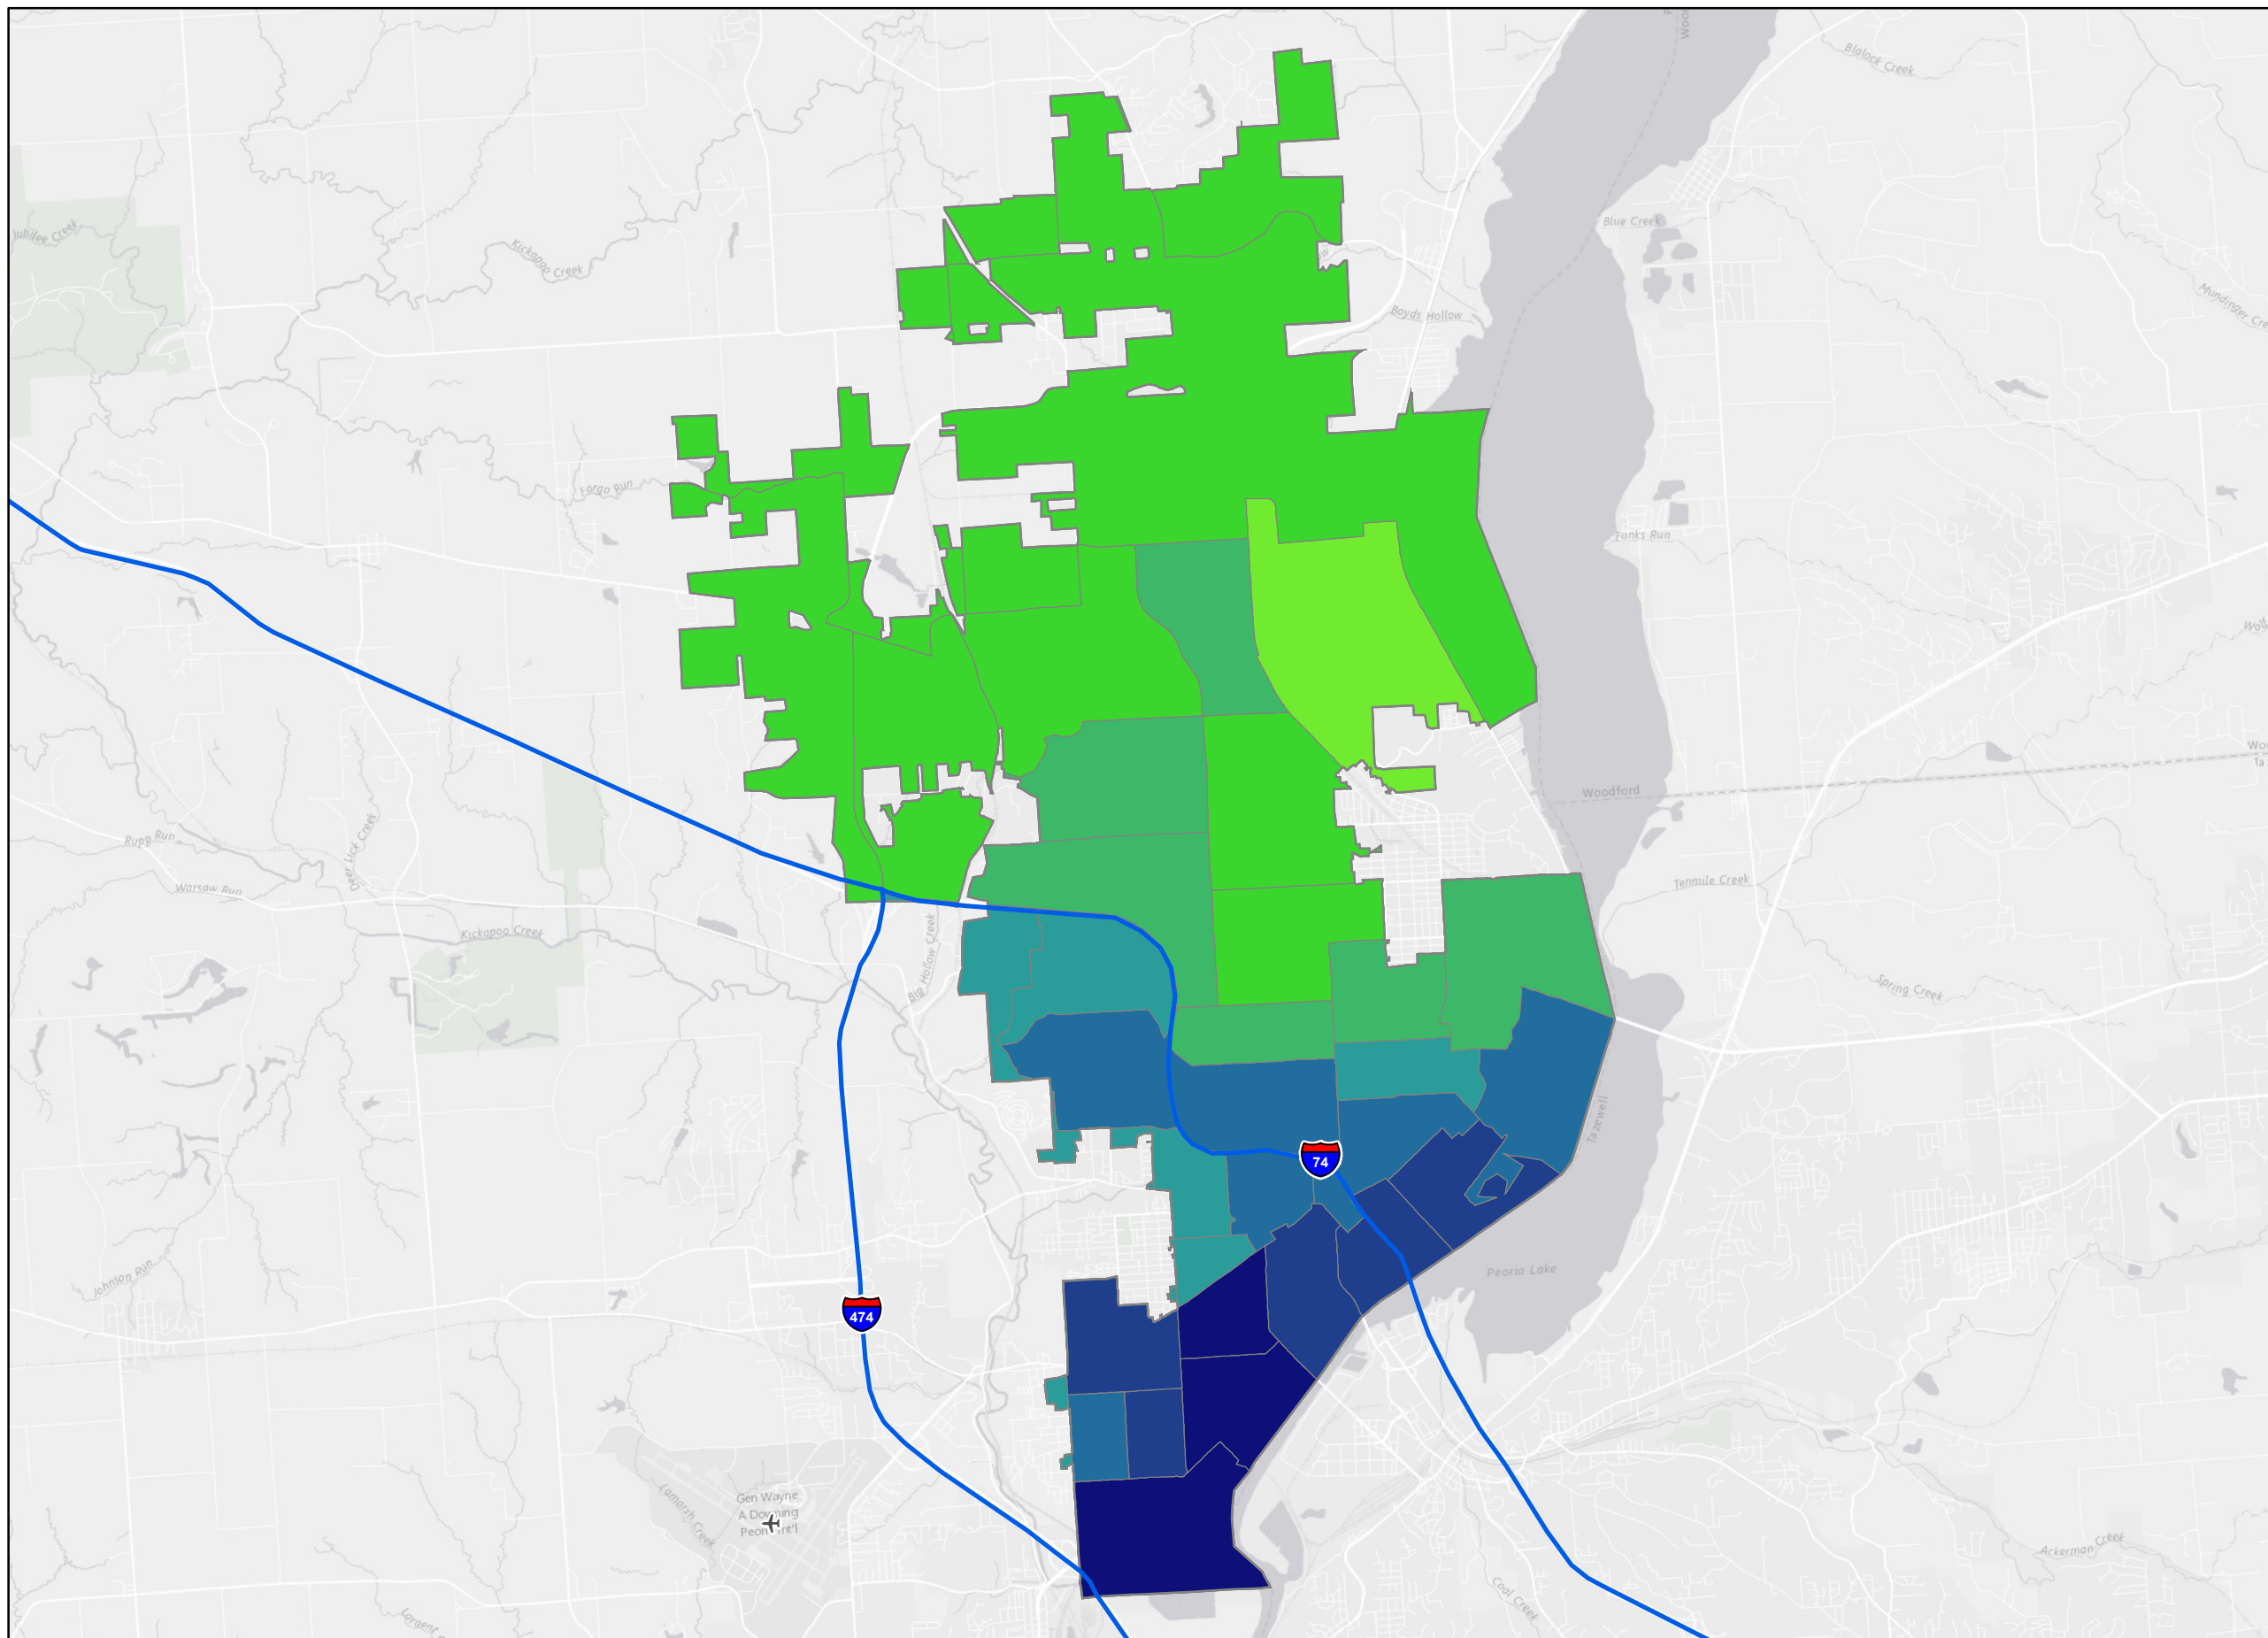 Blalock Creek
Jubilee Creek
Kickapoo Creek
Blue Creek
Boyds Hollow
Fargo Run
Funks Run
Woodford
Rupp Run
Deer Lick Creek
Warsaw Run
Tenmile Creek
Kickapoo Creek
Big Hollow Creek
Spring Creek
Tazewell
74
Peoria Lake
Johnson Run
474
Gen Wayne
A Downing
Lamarsh Creek
Ackerman Creek
Coal Creek